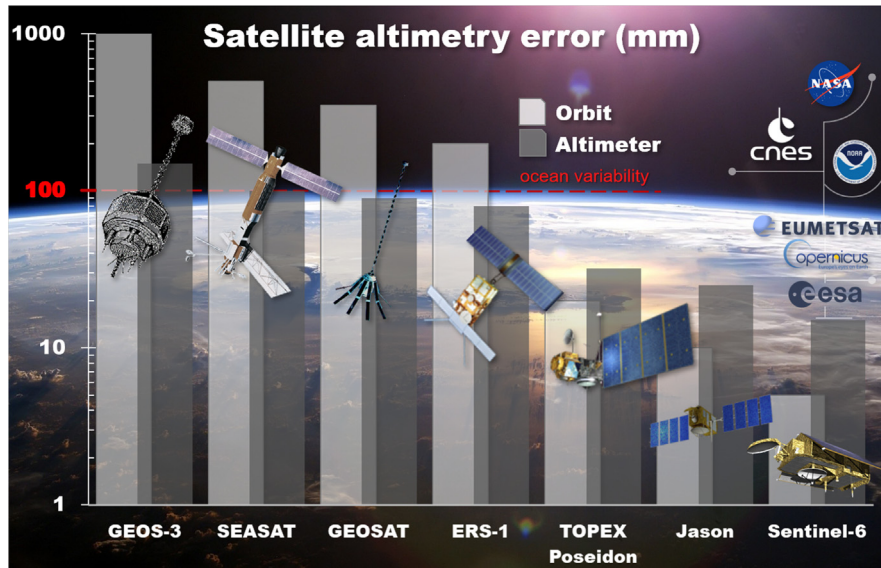 Satellite altimetry error (mm)
1000
100
10
1
Orbit
Altimeter
ocean variability
NASA
cnes
NOAA
EUMETSAT
opernicus
esa
GEOS-3
SEASAT
GEOSAT
ERS-1
TOPEX
Poseidon
Jason
Sentinel-6